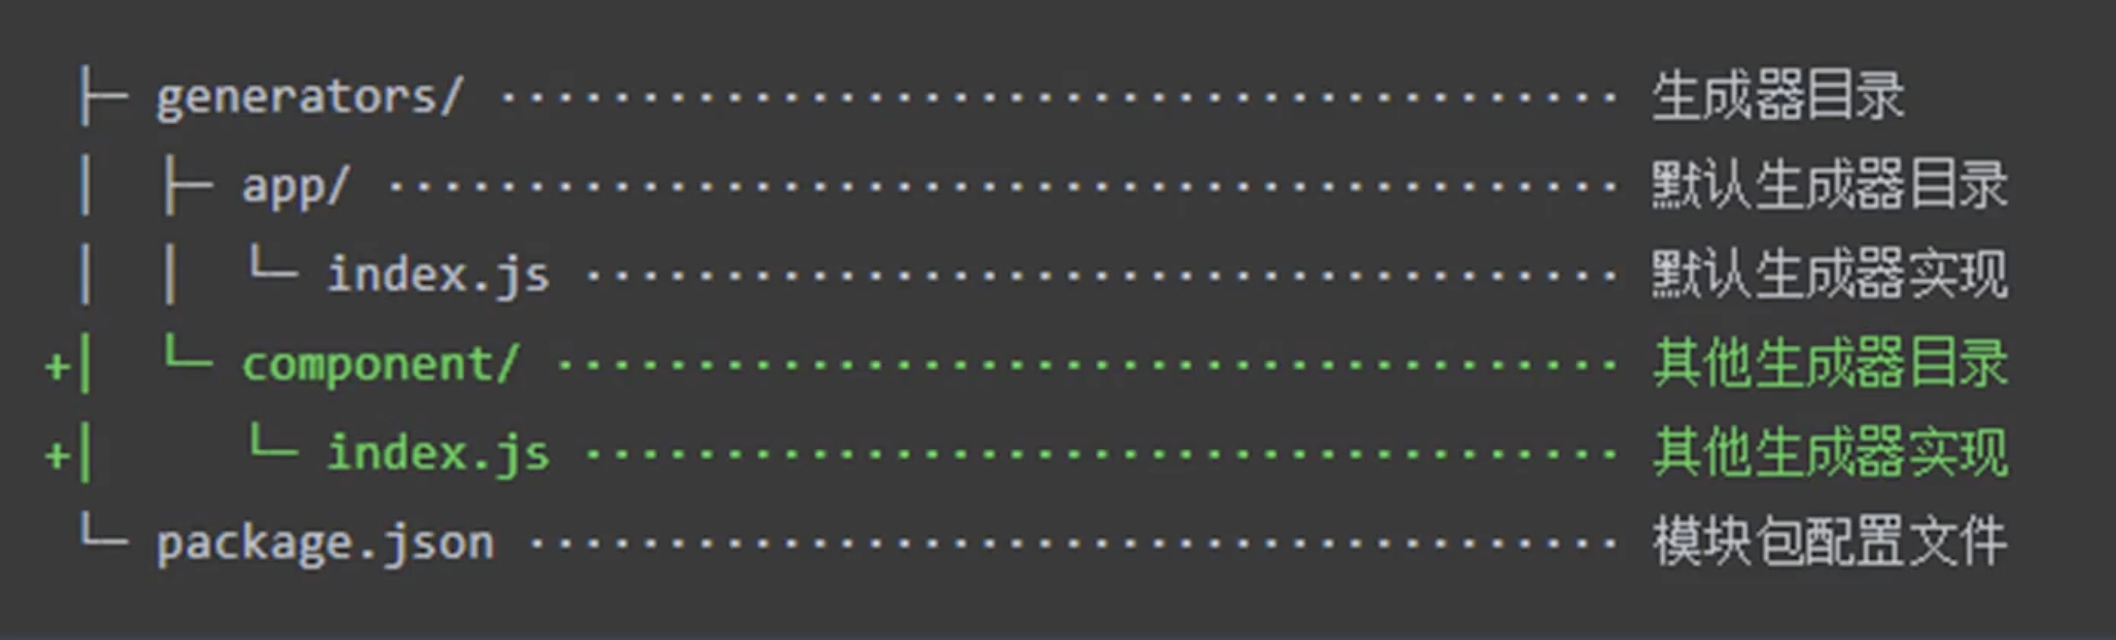 ├─ generators/ ········································ 生成器目录
│  ├─ app/ ············································ 默认生成器目录
│  │  └─ index.js ····································· 默认生成器实现
+│  └─ component/ ······································ 其他生成器目录
+│     └─ index.js ····································· 其他生成器实现
└─ package.json ······································· 模块包配置文件